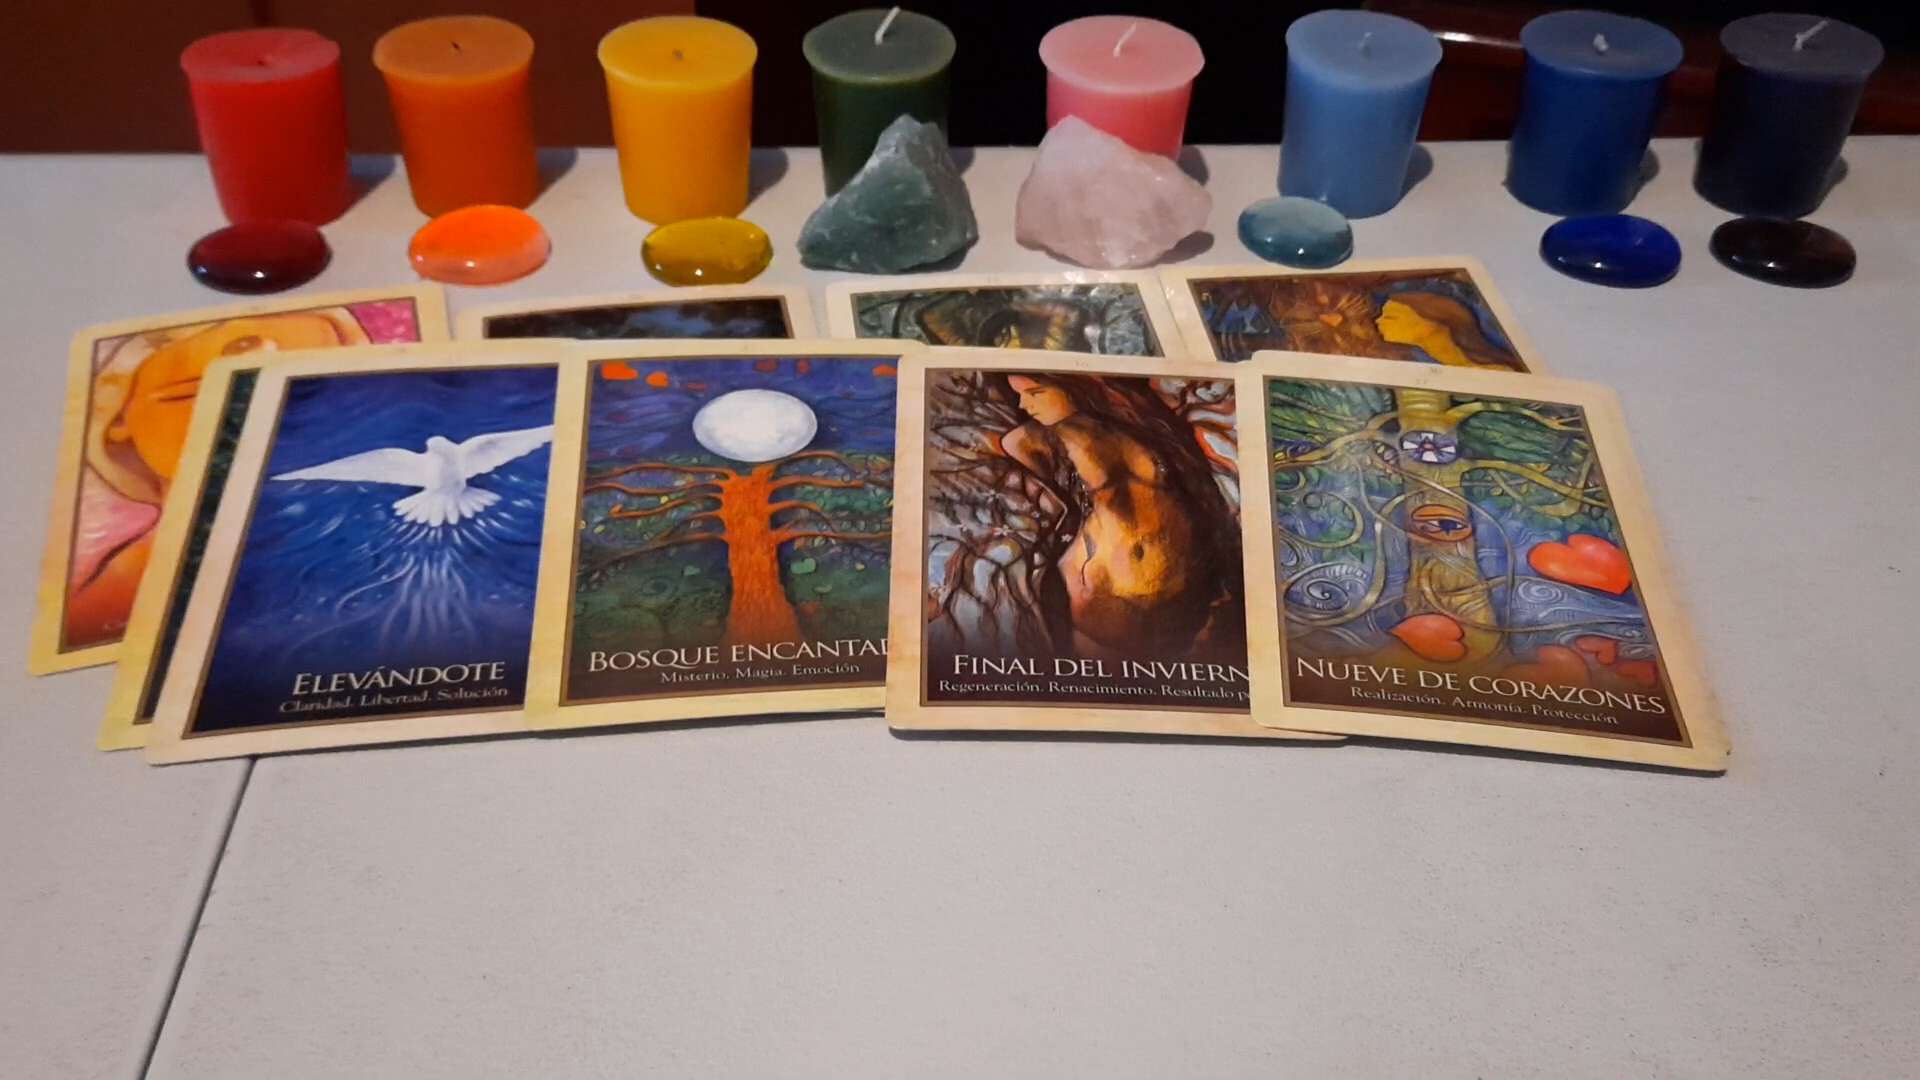 ELEVÁNDOTE
Claridad. Libertad. Solución
BOSQUE ENCANTAD
Misterio. Magia. Emoción
FINAL DEL INVIERN
Regeneración. Renacimiento. Resultado
NUEVE DE CORAZONES
Realización. Armonía. Protección